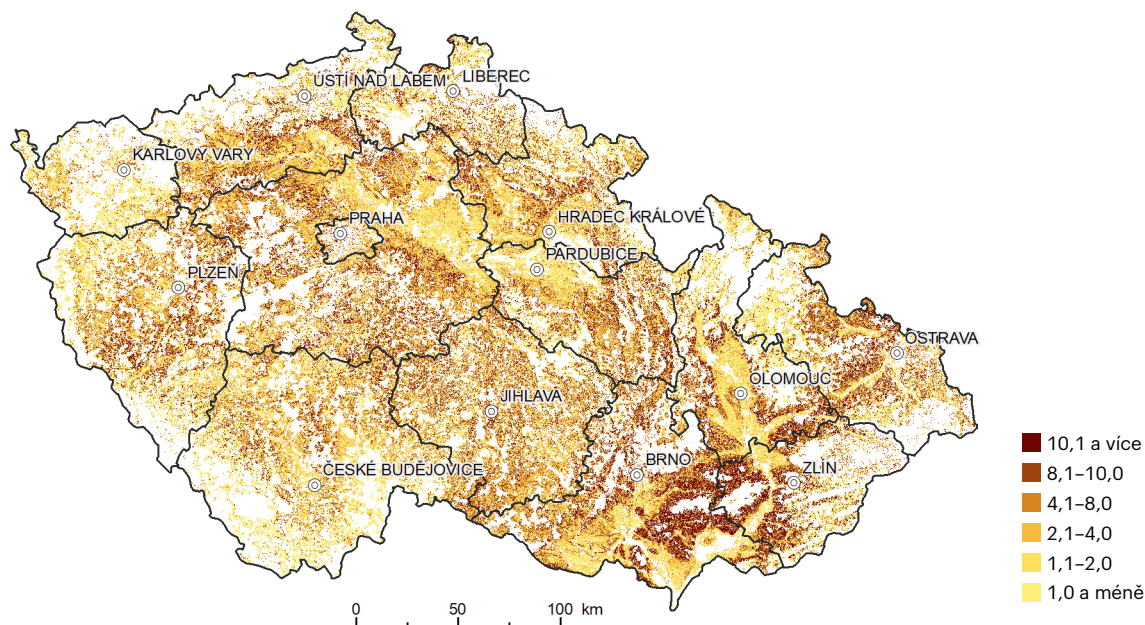 ÚSTÍ NAD LABEM
LIBEREC
KARLOVY VARY
PRAHA
HRADEC KRÁLOVÉ
PARDUBICE
PLZEŇ
OSTRAVA
OLOMOUC
JIHLAVA
BRNO
ZLÍN
ČESKÉ BUDĚJOVICE
10,1 a více
8,1–10,0
4,1–8,0
2,1–4,0
1,1–2,0
1,0 a méně
0 50 100 km